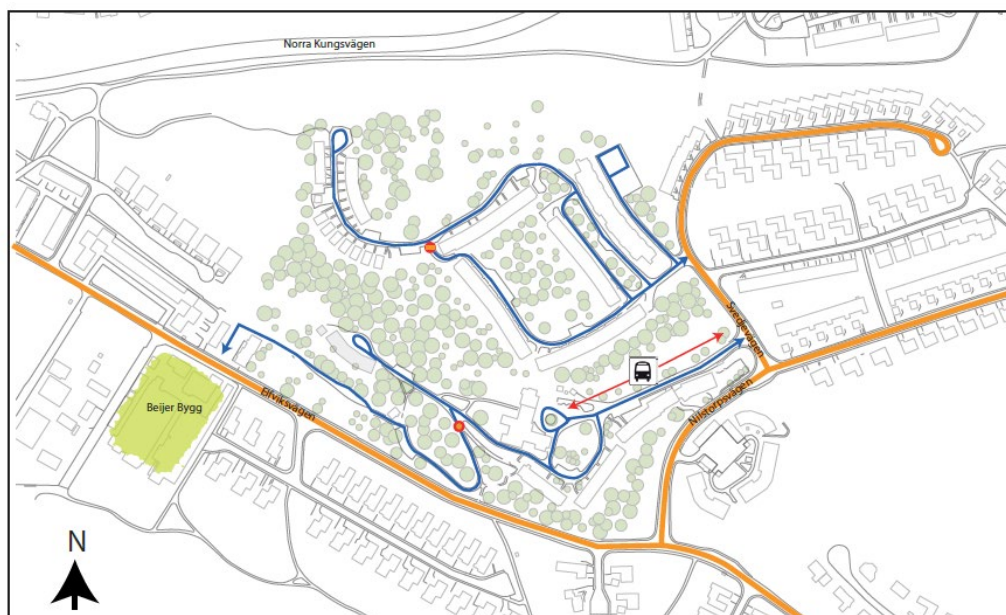 Norra Kungsvägen
Svedjevägen
Beijer Bygg
Elfviksvägen
Nilstorpsvägen
N